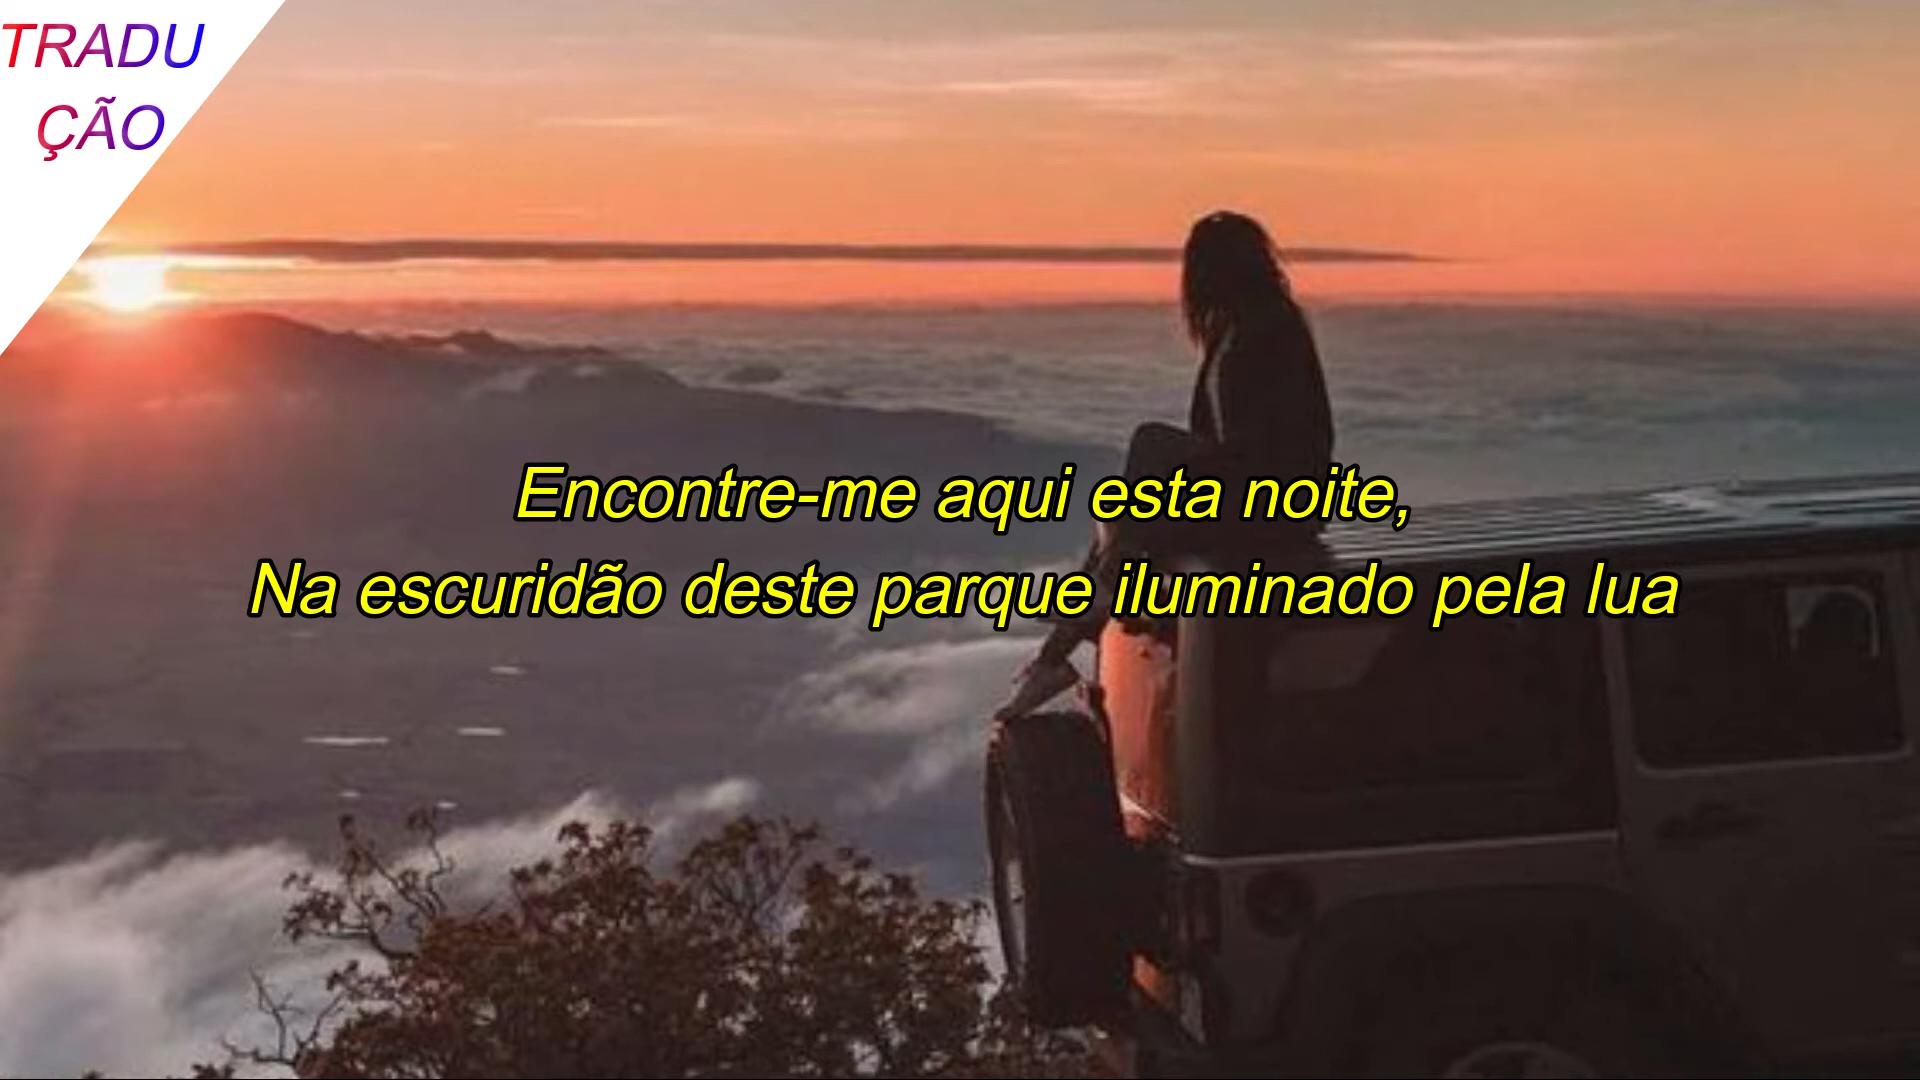 TRADU
ÇÃO
Encontre-me aqui esta noite,
Na escuridão deste parque iluminado pela lua